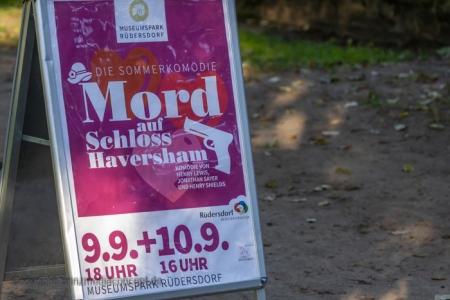 MUSEUMSPARK
RÜDERSDORF
DIE SOMMERKOMÖDIE
Mord
auf
Schloss
Haversham
KOMÖDIE VON
HENRY LEWIS,
JONATHAN SAYER
UND HENRY SHIELDS
Rüdersdorf
9.9.+10.9.
18 UHR 16 UHR
MUSEUMSPARK RÜDERSDORF